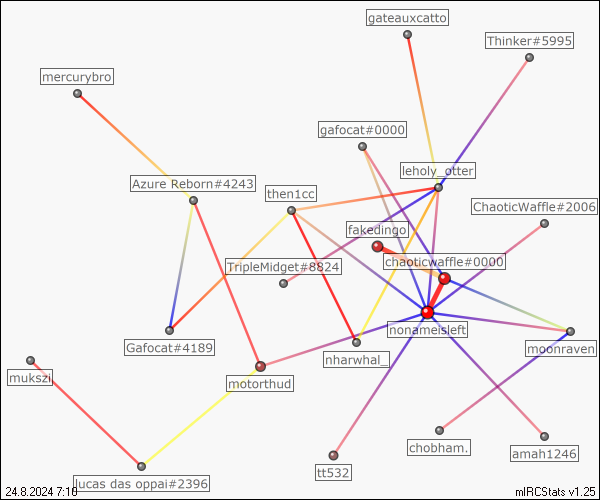 gateauxcatto
Thinker#5995
mercurybro
gafocat#0000
leholy_otter
Azure Reborn#4243
then1cc
ChaoticWaffle#2006
fakedingo
chaoticwaffle#0000
TripleMidget#8824
nonameisleft
Gafocat#4189
moonraven
nharwhal_
mukszi
motorthud
chobham.
amah1246
tt532
lucas das oppai#2396
24.8.2024 7:10
mIRCStats v1.25